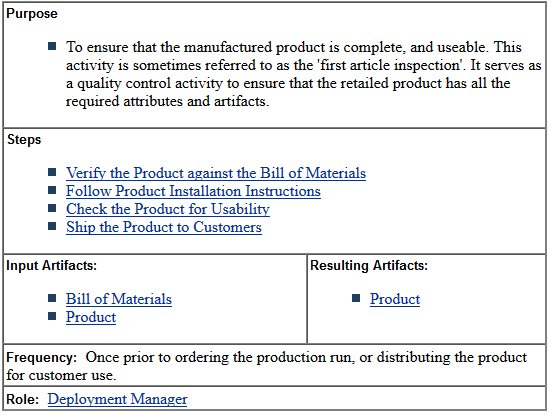 Purpose
To ensure that the manufactured product is complete, and useable. This
activity is sometimes referred to as the 'first article inspection'. It serves as
a quality control activity to ensure that the retailed product has all the
required attributes and artifacts.
Steps
Verify the Product against the Bill of Materials
Follow Product Installation Instructions
Check the Product for Usability
Ship the Product to Customers
Input Artifacts:
Bill of Materials
Product
Resulting Artifacts:
Product
Frequency: Once prior to ordering the production run, or distributing the product
for customer use.
Role: Deployment Manager